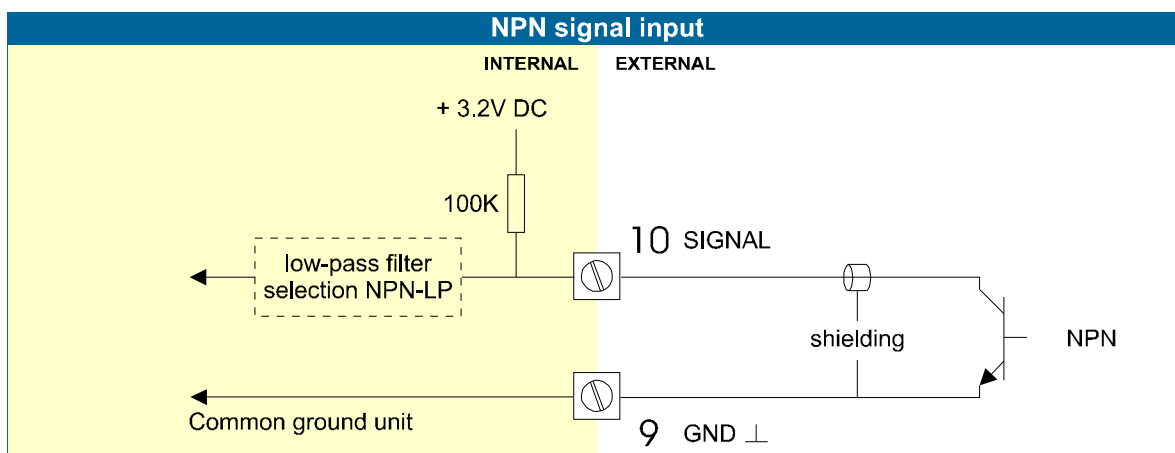 NPN signal input
INTERNAL
EXTERNAL
+ 3.2V DC
100K
10 SIGNAL
low-pass filter
selection NPN-LP
shielding
NPN
Common ground unit
9 GND ⊥